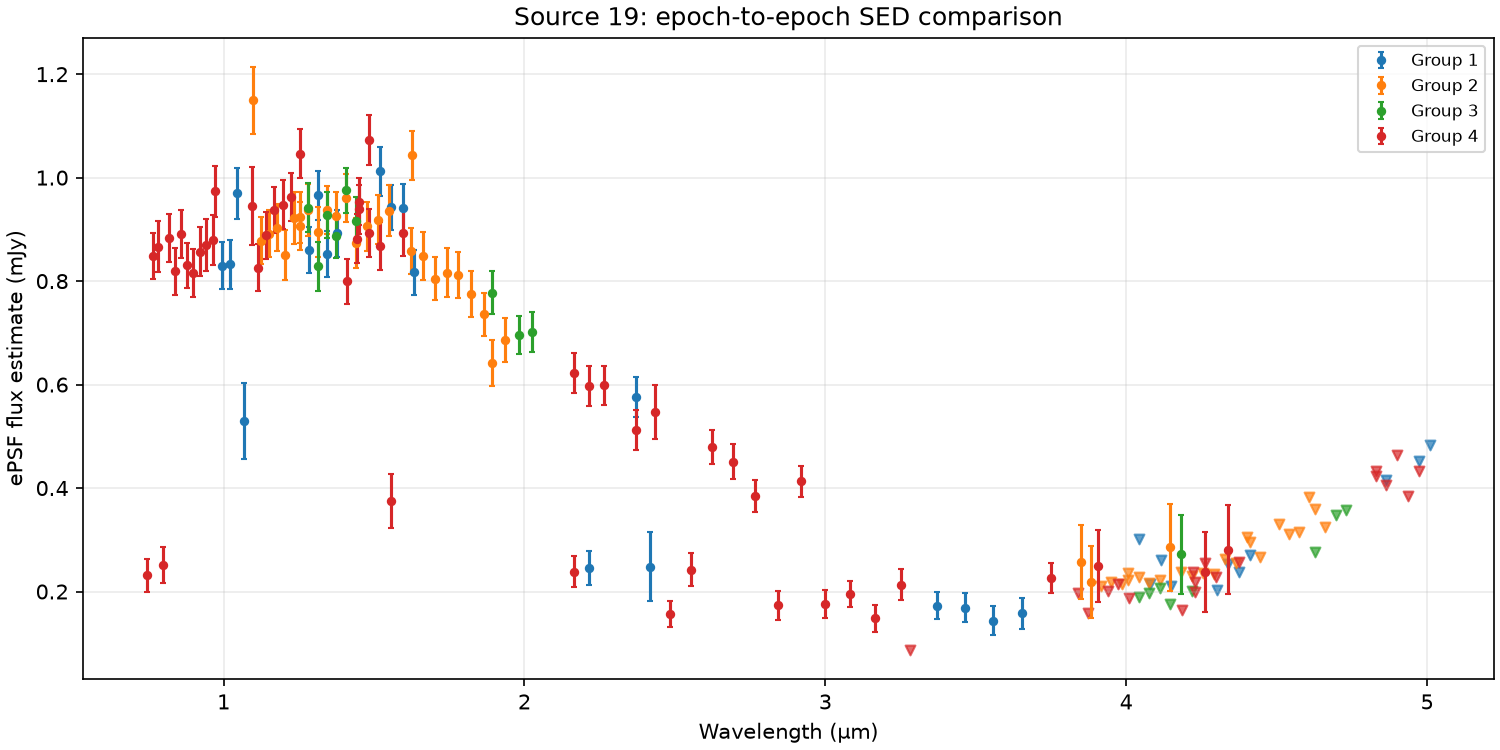 Source 19: epoch-to-epoch SED comparison
ePSF flux estimate (mJy)
1.2
1.0
0.8
0.6
0.4
0.2
Group 1
Group 2
Group 3
Group 4
1 2 3 4 5
Wavelength (μm)